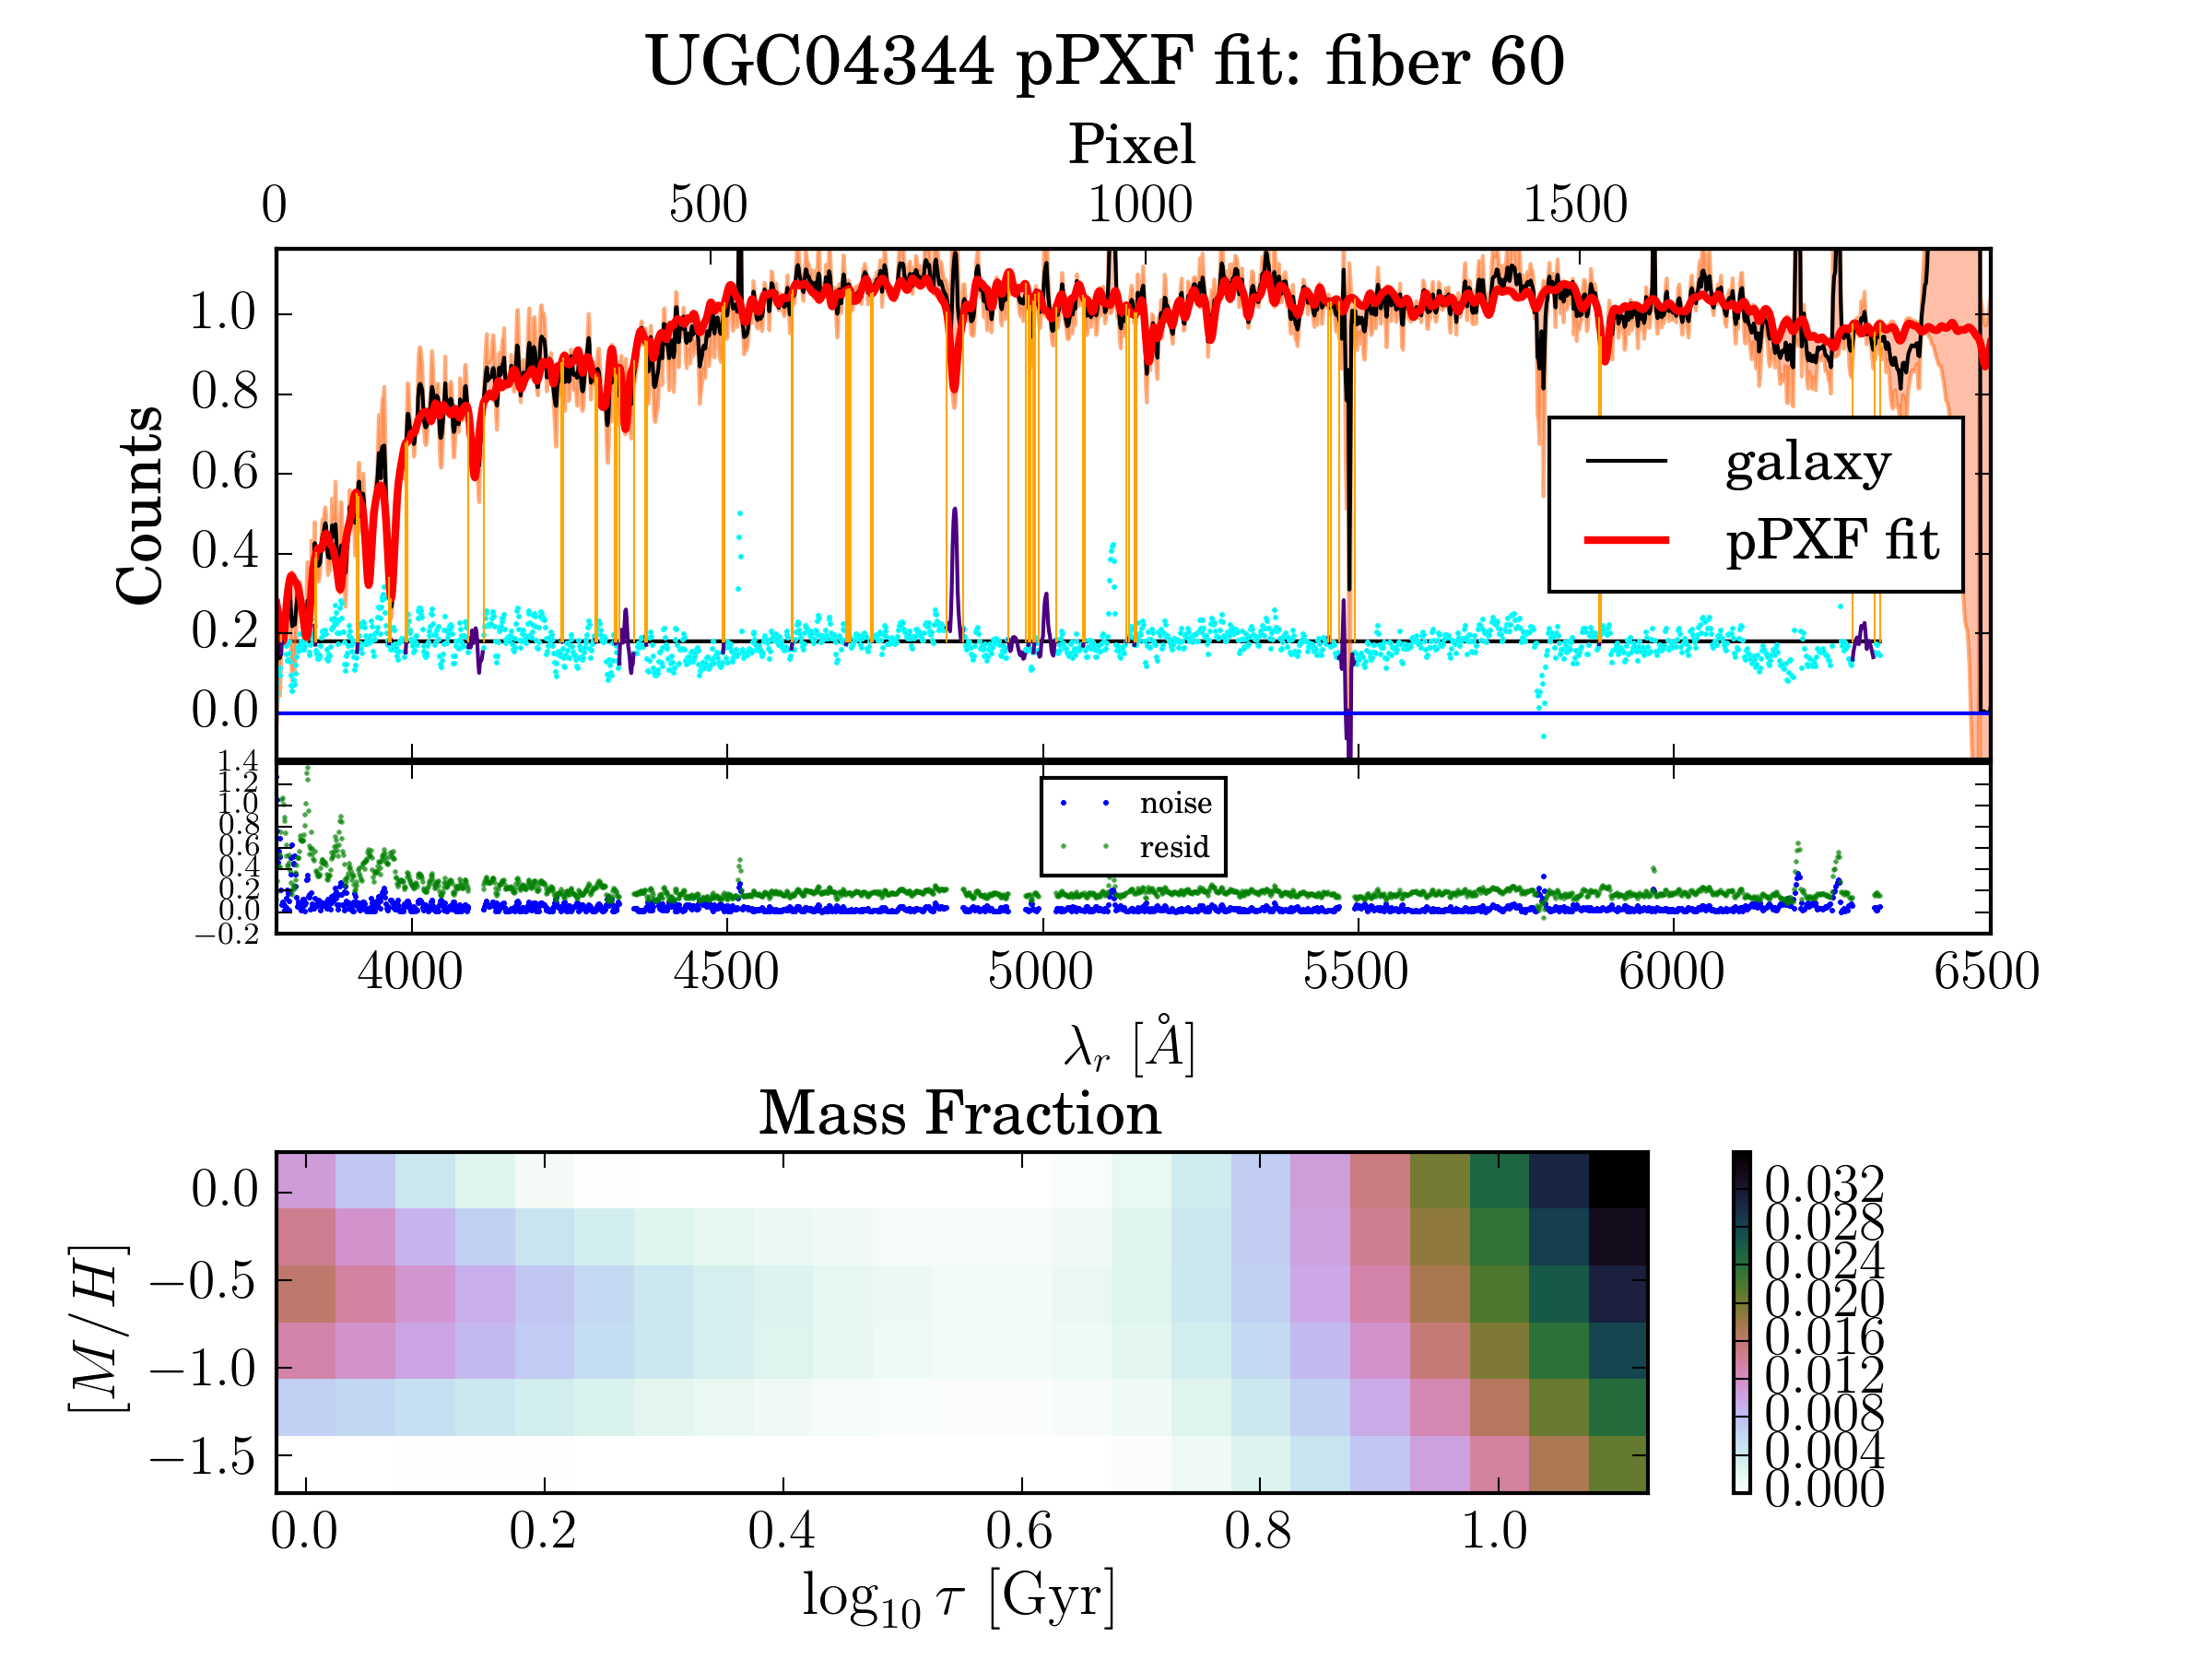 UGC04344 pPXF fit: fiber 60
Pixel
0 500 1000 1500
Counts
1.0
0.8
0.6
0.4
0.2
0.0
galaxy
pPXF fit
1.4
1.2
1.0
0.8
0.6
0.4
0.2
0.0
−0.2
noise
resid
4000 4500 5000 5500 6000 6500
λr [Å]
Mass Fraction
[M/H]
0.0
−0.5
−1.0
−1.5
0.0 0.2 0.4 0.6 0.8 1.0
log10 τ [Gyr]
0.032
0.028
0.024
0.020
0.016
0.012
0.008
0.004
0.000